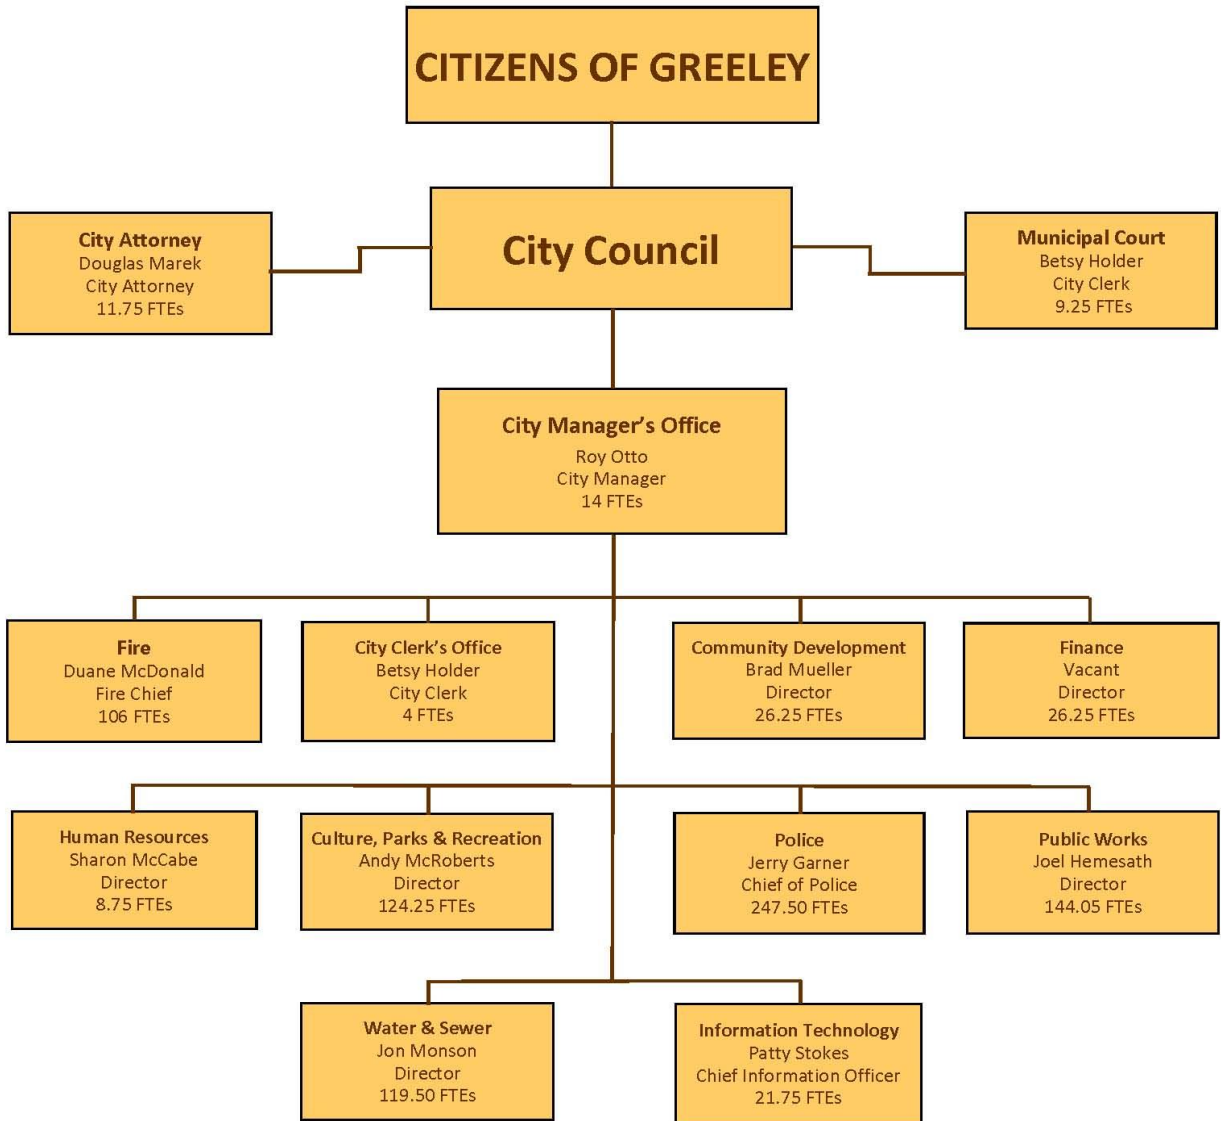 CITIZENS OF GREELEY
City Council
City Attorney
Douglas Marek
City Attorney
11.75 FTEs
Municipal Court
Betsy Holder
City Clerk
9.25 FTEs
City Manager’s Office
Roy Otto
City Manager
14 FTEs
Fire
Duane McDonald
Fire Chief
106 FTEs
City Clerk’s Office
Betsy Holder
City Clerk
4 FTEs
Community Development
Brad Mueller
Director
26.25 FTEs
Finance
Vacant
Director
26.25 FTEs
Human Resources
Sharon McCabe
Director
8.75 FTEs
Culture, Parks & Recreation
Andy McRoberts
Director
124.25 FTEs
Police
Jerry Garner
Chief of Police
247.50 FTEs
Public Works
Joel Hemesath
Director
144.05 FTEs
Water & Sewer
Jon Monson
Director
119.50 FTEs
Information Technology
Patty Stokes
Chief Information Officer
21.75 FTEs